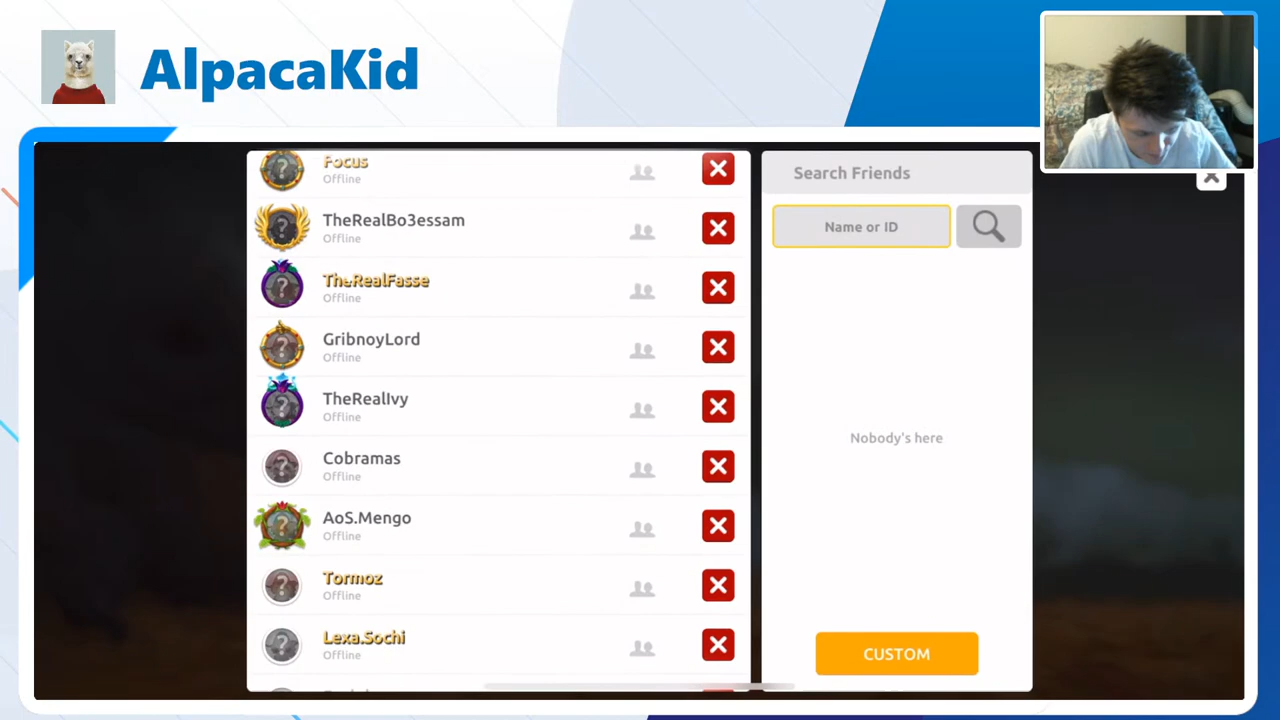 AlpacaKid
Focus
Offline
TheRealBo3essam
Offline
TheRealFasse
Offline
GribnoyLord
Offline
TheRealIvy
Offline
Cobramas
Offline
AoS.Mengo
Offline
Tormoz
Offline
Lexa.Sochi
Offline
Search Friends
Name or ID
Nobody's here
CUSTOM